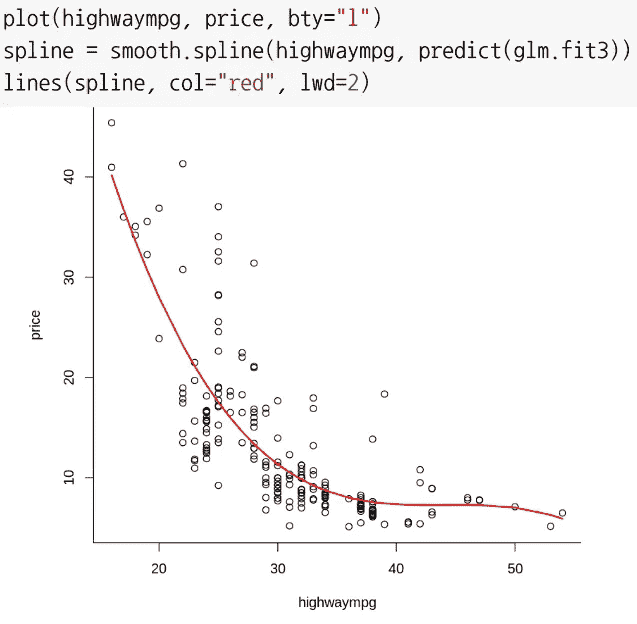 plot(highwaympg, price, bty="l")
spline = smooth.spline(highwaympg, predict(glm.fit3))
lines(spline, col="red", lwd=2)
40
30
20
10
price
20 30 40 50
highwaympg